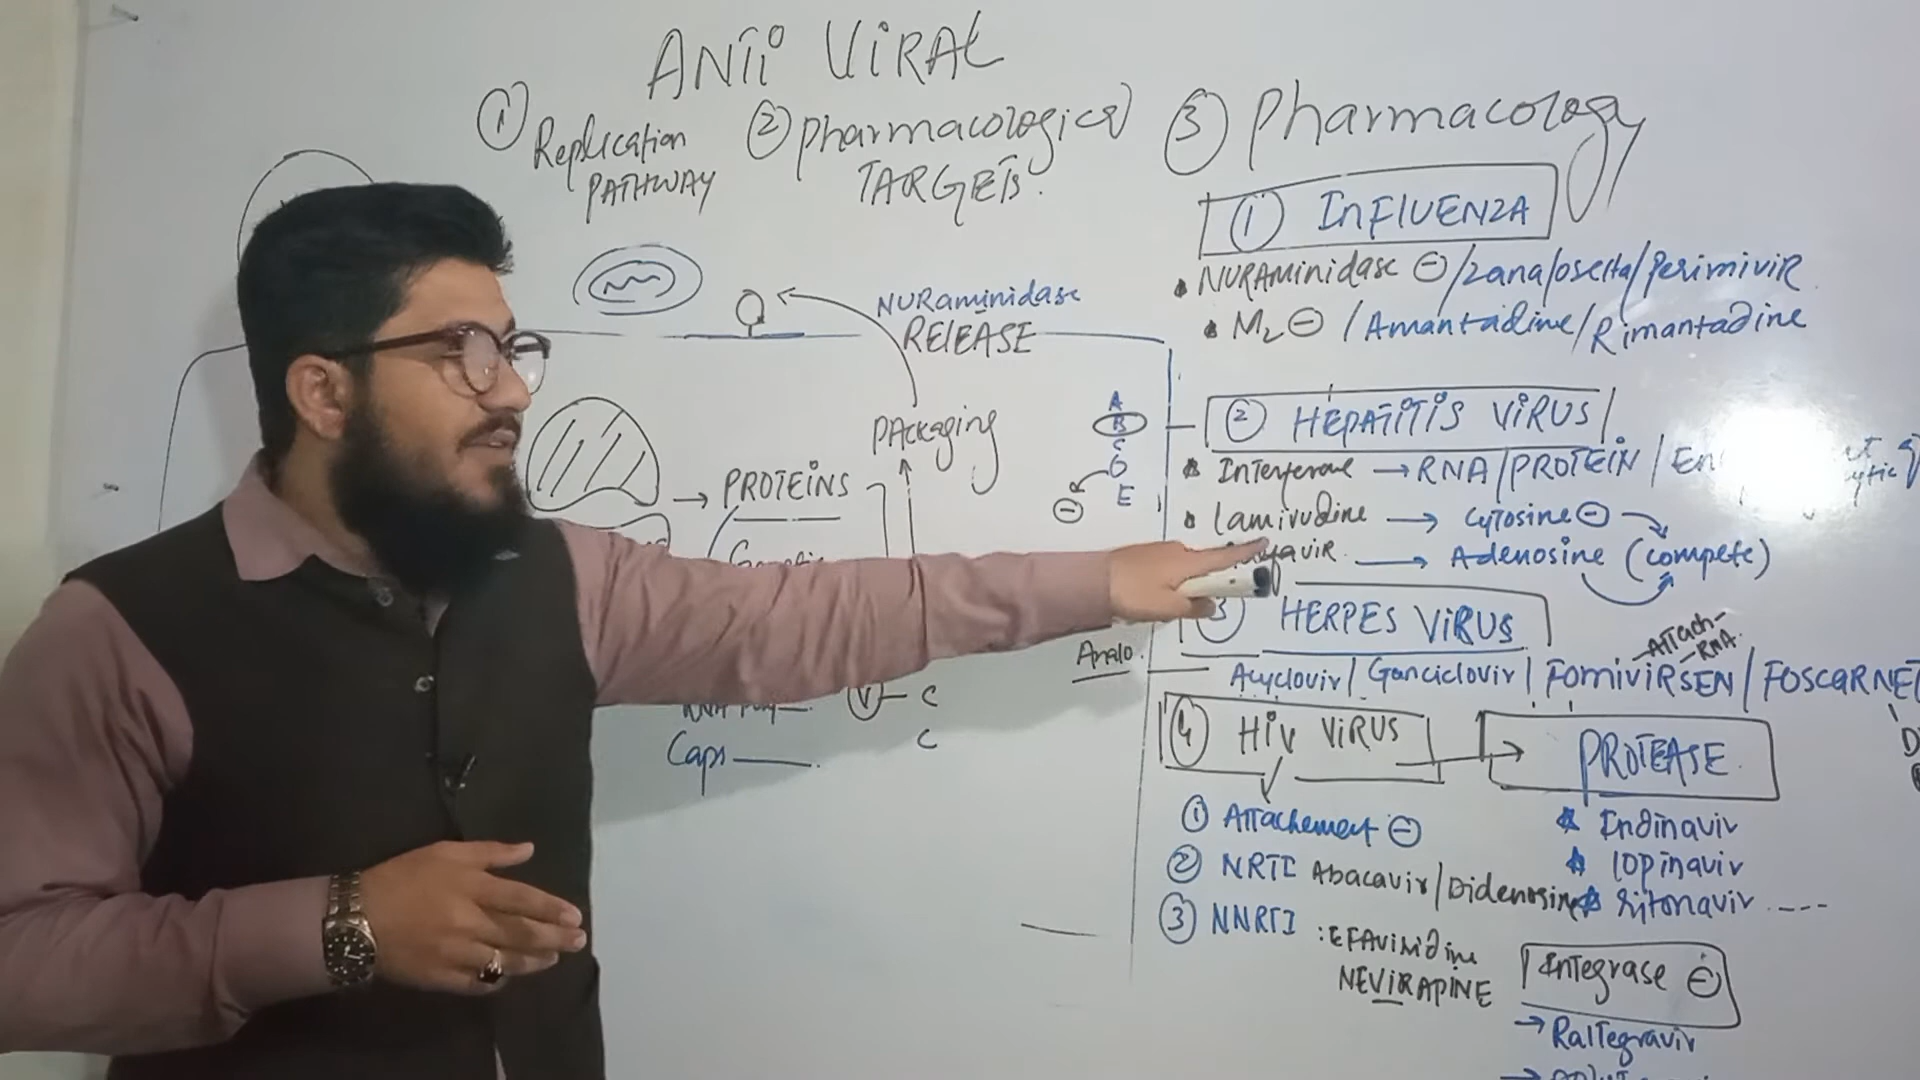 ANTI VIRAL
① Replication PATHWAY
② pharmacological TARGETS.
③ Pharmacology
① INFLUENZA
NURAminidase ⊖/zana/oselta/Perimivir
M2 ⊖ /Amantadine/Rimantadine
NURaminidase
RELEASE
PAckaging
PROTEINS
Caps
V - C
C
A
B
C
E
⊖
② HEPATITIS VIRUS
Interferone → RNA/PROTEIN/
lamivudine → Cytosine ⊖
→ Adenosine (compete)
HERPES VIRUS
Analo.
Acyclovir/ Ganciclovir/ FOMIVIRSEN/FOSCARNET
ATTach-
RNA.
④ HIV VIRUS → PROTEASE
① ATTachement ⊖
② NRTI Abacavir/Didenosine
③ NNRTI : EFAVIRIDine
NEVIRAPINE
Indinavir
lopinavir
ritonavir ----
Integrase ⊖
→ RalTegravir